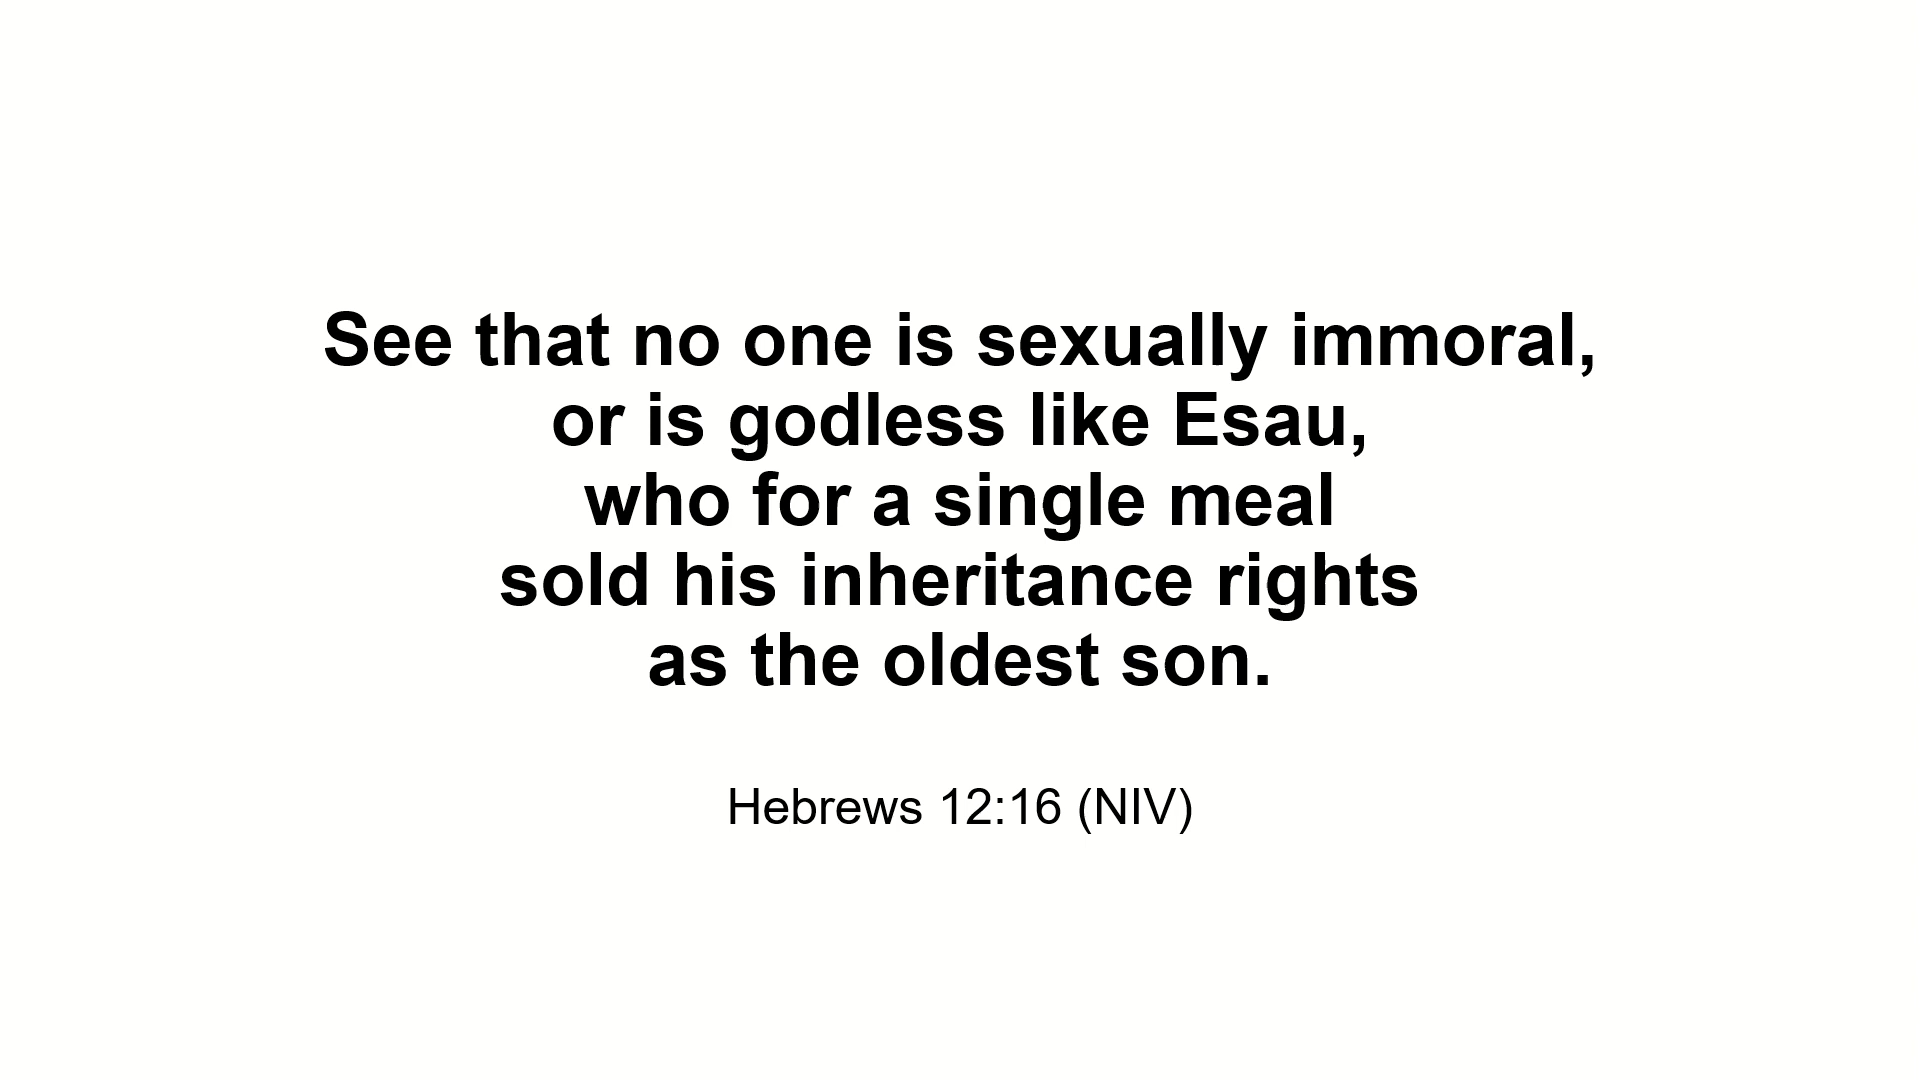 See that no one is sexually immoral,
or is godless like Esau,
who for a single meal
sold his inheritance rights
as the oldest son.
Hebrews 12:16 (NIV)